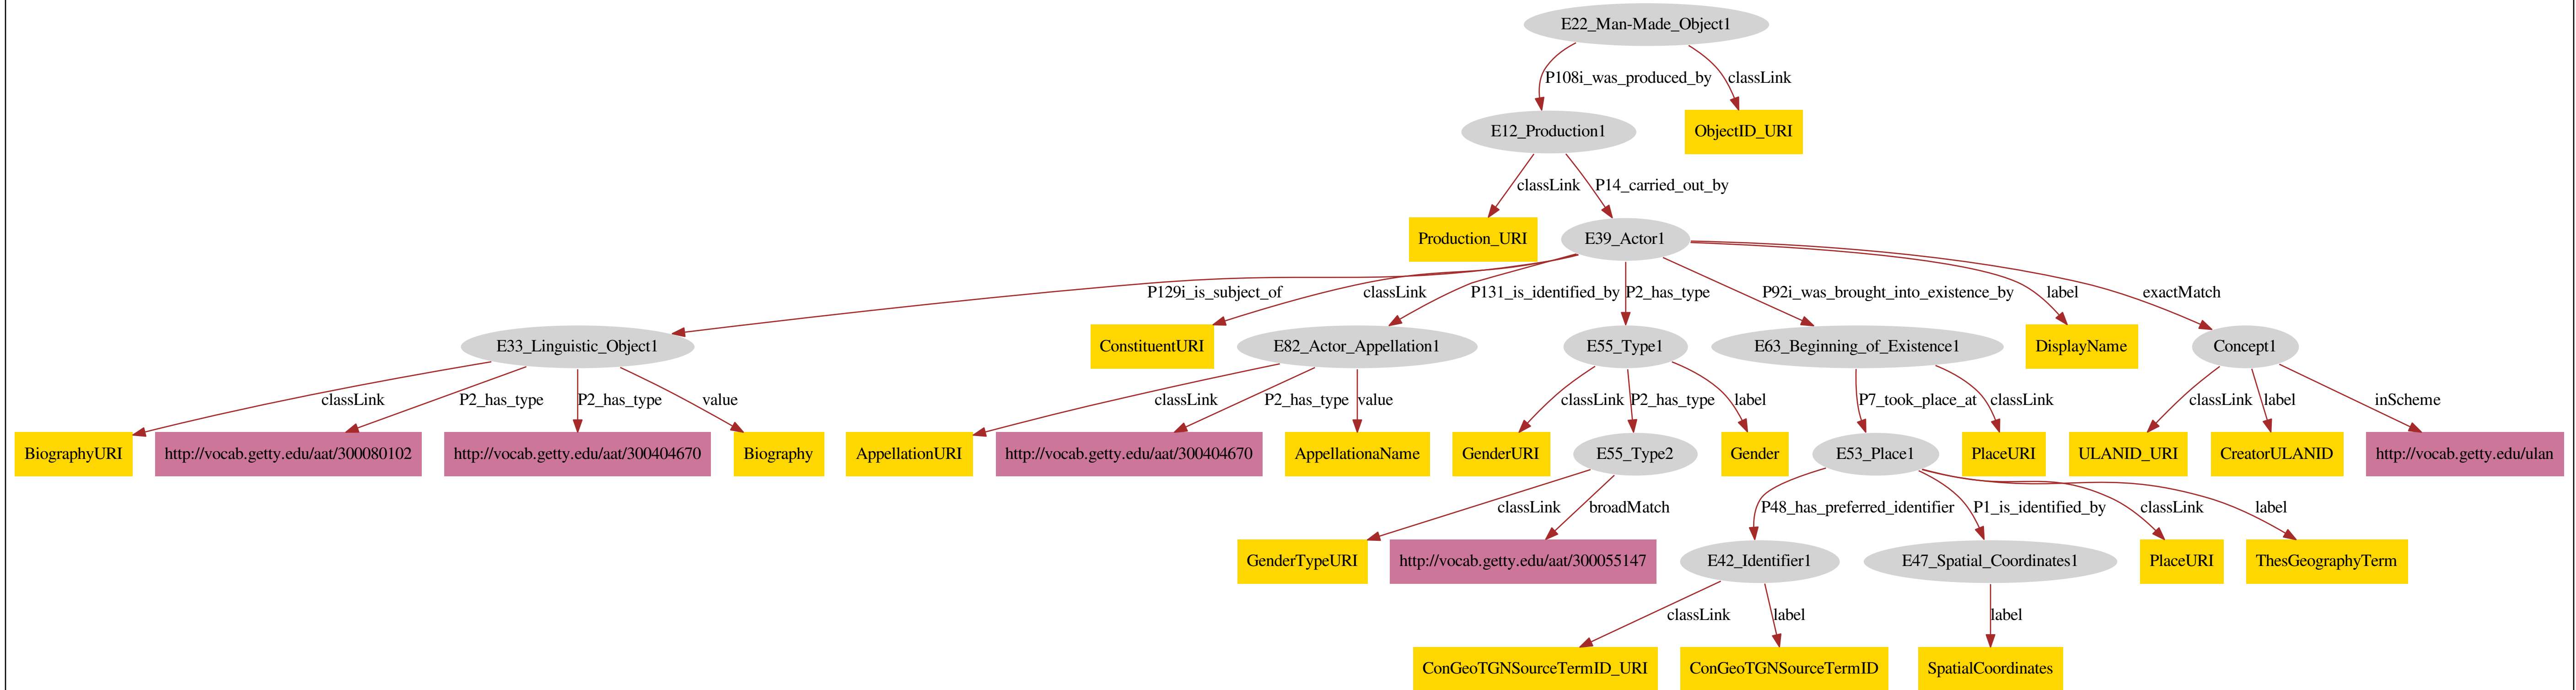 E22_Man-Made_Object1
P108i_was_produced_by
classLink
E12_Production1
ObjectID_URI
classLink
P14_carried_out_by
Production_URI
E39_Actor1
P129i_is_subject_of
classLink
P131_is_identified_by
P2_has_type
P92i_was_brought_into_existence_by
label
exactMatch
E33_Linguistic_Object1
ConstituentURI
E82_Actor_Appellation1
E55_Type1
E63_Beginning_of_Existence1
DisplayName
Concept1
classLink
P2_has_type
P2_has_type
value
classLink
P2_has_type
value
classLink
P2_has_type
label
P7_took_place_at
classLink
classLink
label
inScheme
BiographyURI
http://vocab.getty.edu/aat/300080102
http://vocab.getty.edu/aat/300404670
Biography
AppellationURI
http://vocab.getty.edu/aat/300404670
AppellationaName
GenderURI
E55_Type2
Gender
E53_Place1
PlaceURI
ULANID_URI
CreatorULANID
http://vocab.getty.edu/ulan
classLink
broadMatch
P48_has_preferred_identifier
P1_is_identified_by
classLink
label
GenderTypeURI
http://vocab.getty.edu/aat/300055147
E42_Identifier1
E47_Spatial_Coordinates1
PlaceURI
ThesGeographyTerm
classLink
label
label
ConGeoTGNSourceTermID_URI
ConGeoTGNSourceTermID
SpatialCoordinates